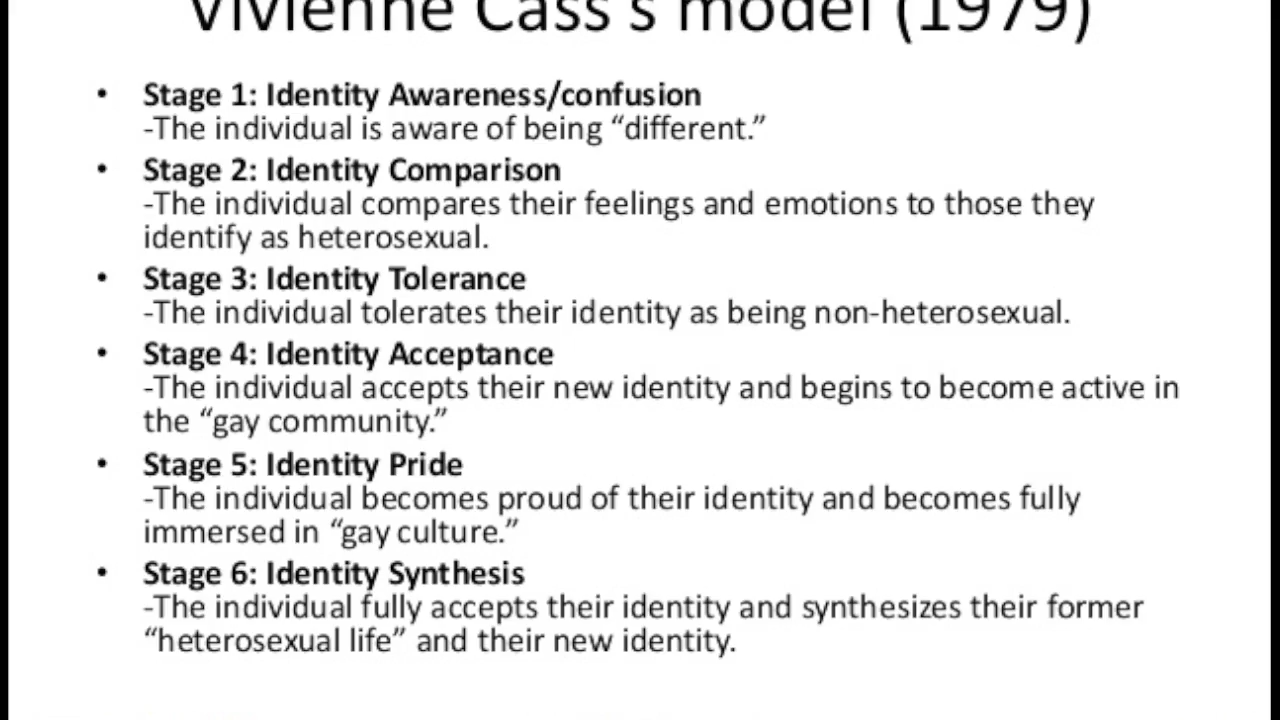 Vivienne Cass's model (1979)
• Stage 1: Identity Awareness/confusion
-The individual is aware of being “different.”
• Stage 2: Identity Comparison
-The individual compares their feelings and emotions to those they
identify as heterosexual.
• Stage 3: Identity Tolerance
-The individual tolerates their identity as being non-heterosexual.
• Stage 4: Identity Acceptance
-The individual accepts their new identity and begins to become active in
the “gay community.”
• Stage 5: Identity Pride
-The individual becomes proud of their identity and becomes fully
immersed in “gay culture.”
• Stage 6: Identity Synthesis
-The individual fully accepts their identity and synthesizes their former
“heterosexual life” and their new identity.